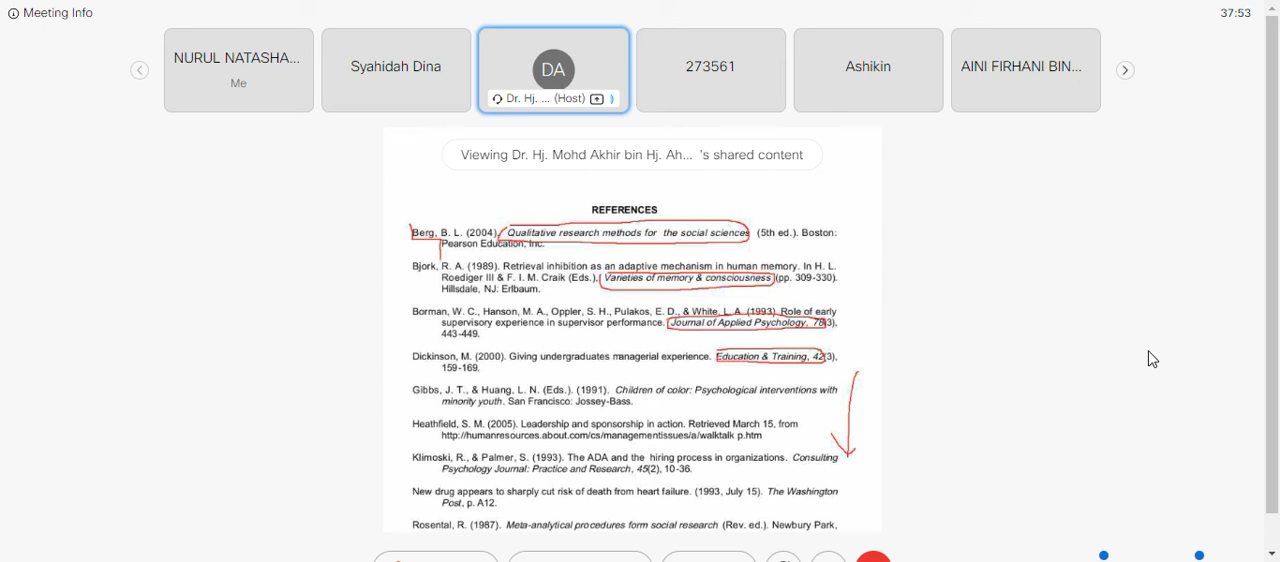 Meeting Info
37:53
NURUL NATASHA...
Me
Syahidah Dina
DA
Dr. Hj. ... (Host)
273561
Ashikin
AINI FIRHANI BIN...
Viewing Dr. Hj. Mohd Akhir bin Hj. Ah... 's shared content
REFERENCES
Berg, B. L. (2004). Qualitative research methods for the social sciences (5th ed.). Boston:
Pearson Education, Inc.
Bjork, R. A. (1989). Retrieval inhibition as an adaptive mechanism in human memory. In H. L.
Roediger III & F. I. M. Craik (Eds.), Varieties of memory & consciousness (pp. 309-330).
Hillsdale, NJ: Erlbaum.
Borman, W. C., Hanson, M. A., Oppler, S. H., Pulakos, E. D., & White, L. A. (1993). Role of early
supervisory experience in supervisor performance. Journal of Applied Psychology, 78(3),
443-449.
Dickinson, M. (2000). Giving undergraduates managerial experience. Education & Training, 42(3),
159-169.
Gibbs, J. T., & Huang, L. N. (Eds.). (1991). Children of color: Psychological interventions with
minority youth. San Francisco: Jossey-Bass.
Heathfield, S. M. (2005). Leadership and sponsorship in action. Retrieved March 15, from
http://humanresources.about.com/cs/managementissues/a/walktalk p.htm
Klimoski, R., & Palmer, S. (1993). The ADA and the hiring process in organizations. Consulting
Psychology Journal: Practice and Research, 45(2), 10-36.
New drug appears to sharply cut risk of death from heart failure. (1993, July 15). The Washington
Post, p. A12.
Rosental, R. (1987). Meta-analytical procedures form social research (Rev. ed.). Newbury Park,